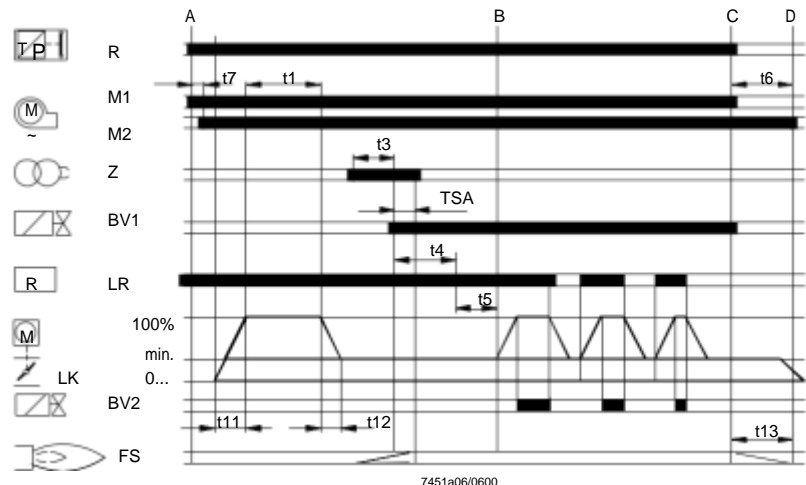 A B C D
T P R
t7 t1 t6
M M1
~ M2
t3
Z
TSA
BV1
t4
R LR
t5
100%
M
min.
LK 0...
BV2
t11 t12 t13
FS
7451a06/0600